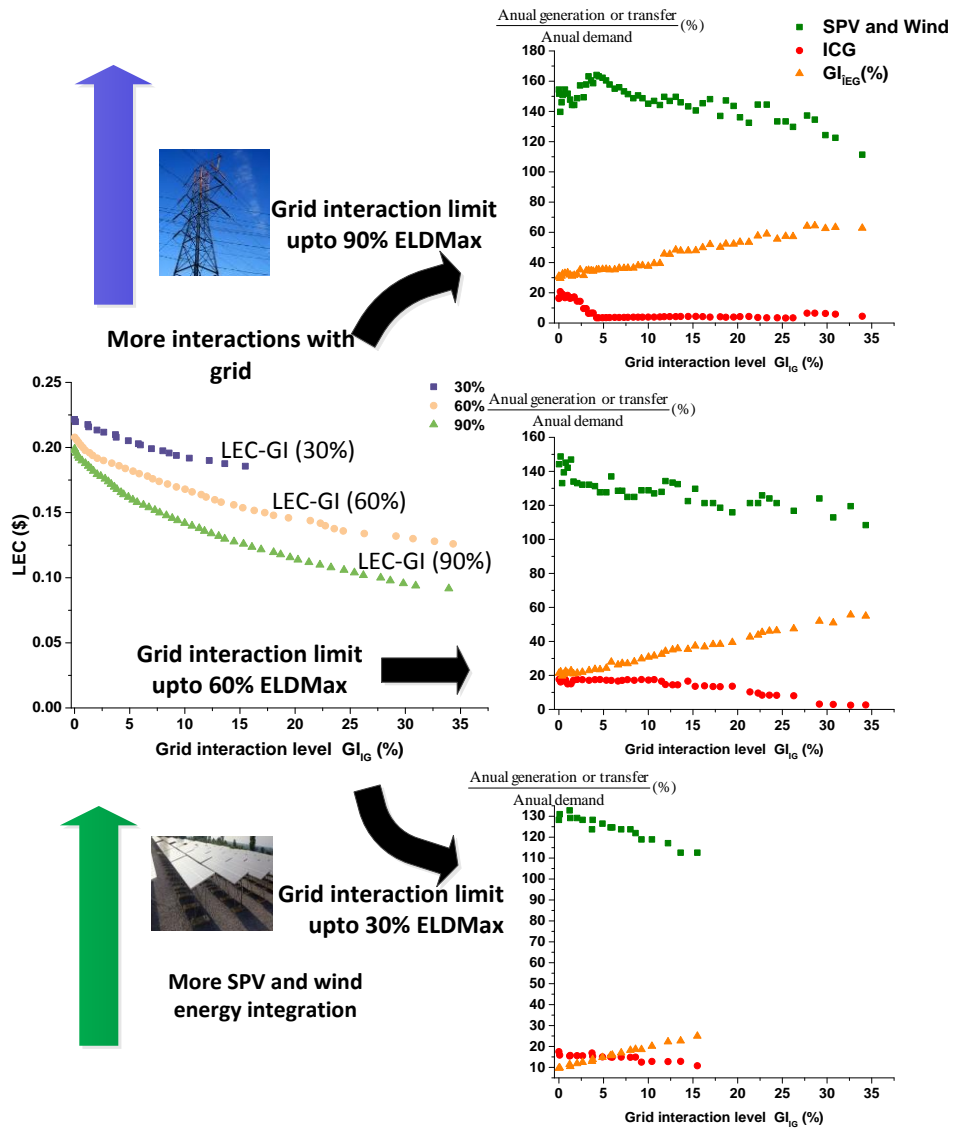 Anual generation or transfer
(%)
Anual demand
SPV and Wind
ICG
GI_iEG(%)
180
160
140
120
100
80
60
40
20
0
0 5 10 15 20 25 30 35
Grid interaction level GI_IG (%)
Grid interaction limit
upto 90% ELDMax
More interactions with
grid
30%
60%
90%
0.25
0.20
0.15
0.10
0.05
0.00
LEC ($)
LEC-GI (30%)
LEC-GI (60%)
LEC-GI (90%)
Grid interaction limit
upto 60% ELDMax
0 5 10 15 20 25 30 35
Grid interaction level GI_IG (%)
Anual generation or transfer
(%)
Anual demand
160
140
120
100
80
60
40
20
0
0 5 10 15 20 25 30 35
Grid interaction level GI_IG (%)
Grid interaction limit
upto 30% ELDMax
More SPV and wind
energy integration
Anual generation or transfer
(%)
Anual demand
130
120
110
100
90
80
70
60
50
40
30
20
10
0
0 5 10 15 20 25 30 35
Grid interaction level GI_IG (%)